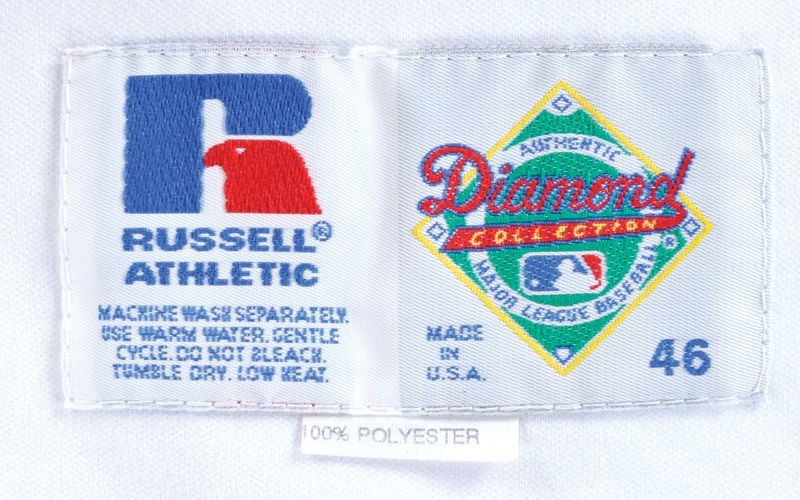 RUSSELL®
ATHLETIC
MACHINE WASH SEPARATELY.
USE WARM WATER. GENTLE
CYCLE. DO NOT BLEACH.
TUMBLE DRY. LOW HEAT.
AUTHENTIC
Diamond
COLLECTION
MAJOR LEAGUE BASEBALL®
MADE
IN
U.S.A.
46
100% POLYESTER